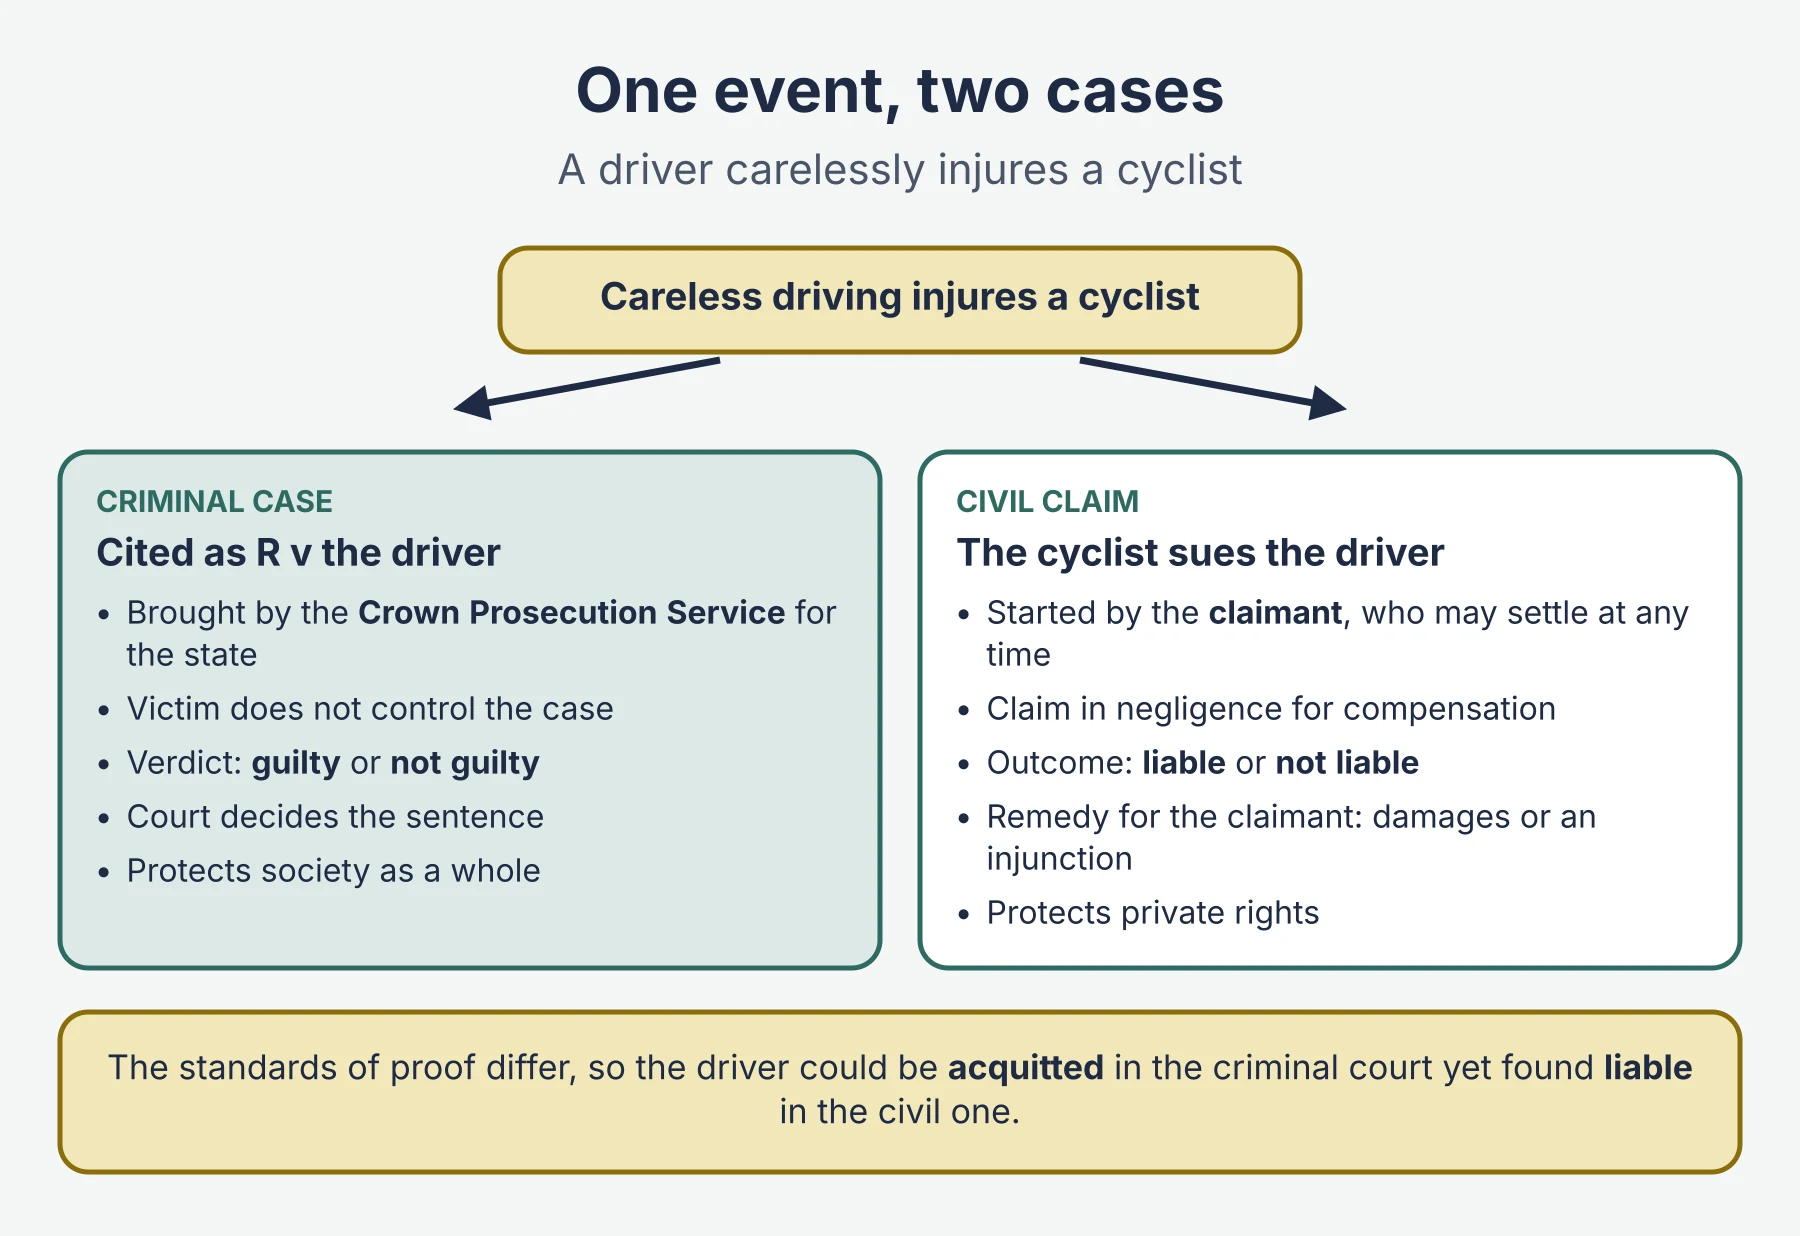 One event, two cases
A driver carelessly injures a cyclist
Careless driving injures a cyclist
CRIMINAL CASE
Cited as R v the driver
• Brought by the Crown Prosecution Service for
the state
• Victim does not control the case
• Verdict: guilty or not guilty
• Court decides the sentence
• Protects society as a whole
CIVIL CLAIM
The cyclist sues the driver
• Started by the claimant, who may settle at any
time
• Claim in negligence for compensation
• Outcome: liable or not liable
• Remedy for the claimant: damages or an
injunction
• Protects private rights
The standards of proof differ, so the driver could be acquitted in the criminal court yet found liable
in the civil one.